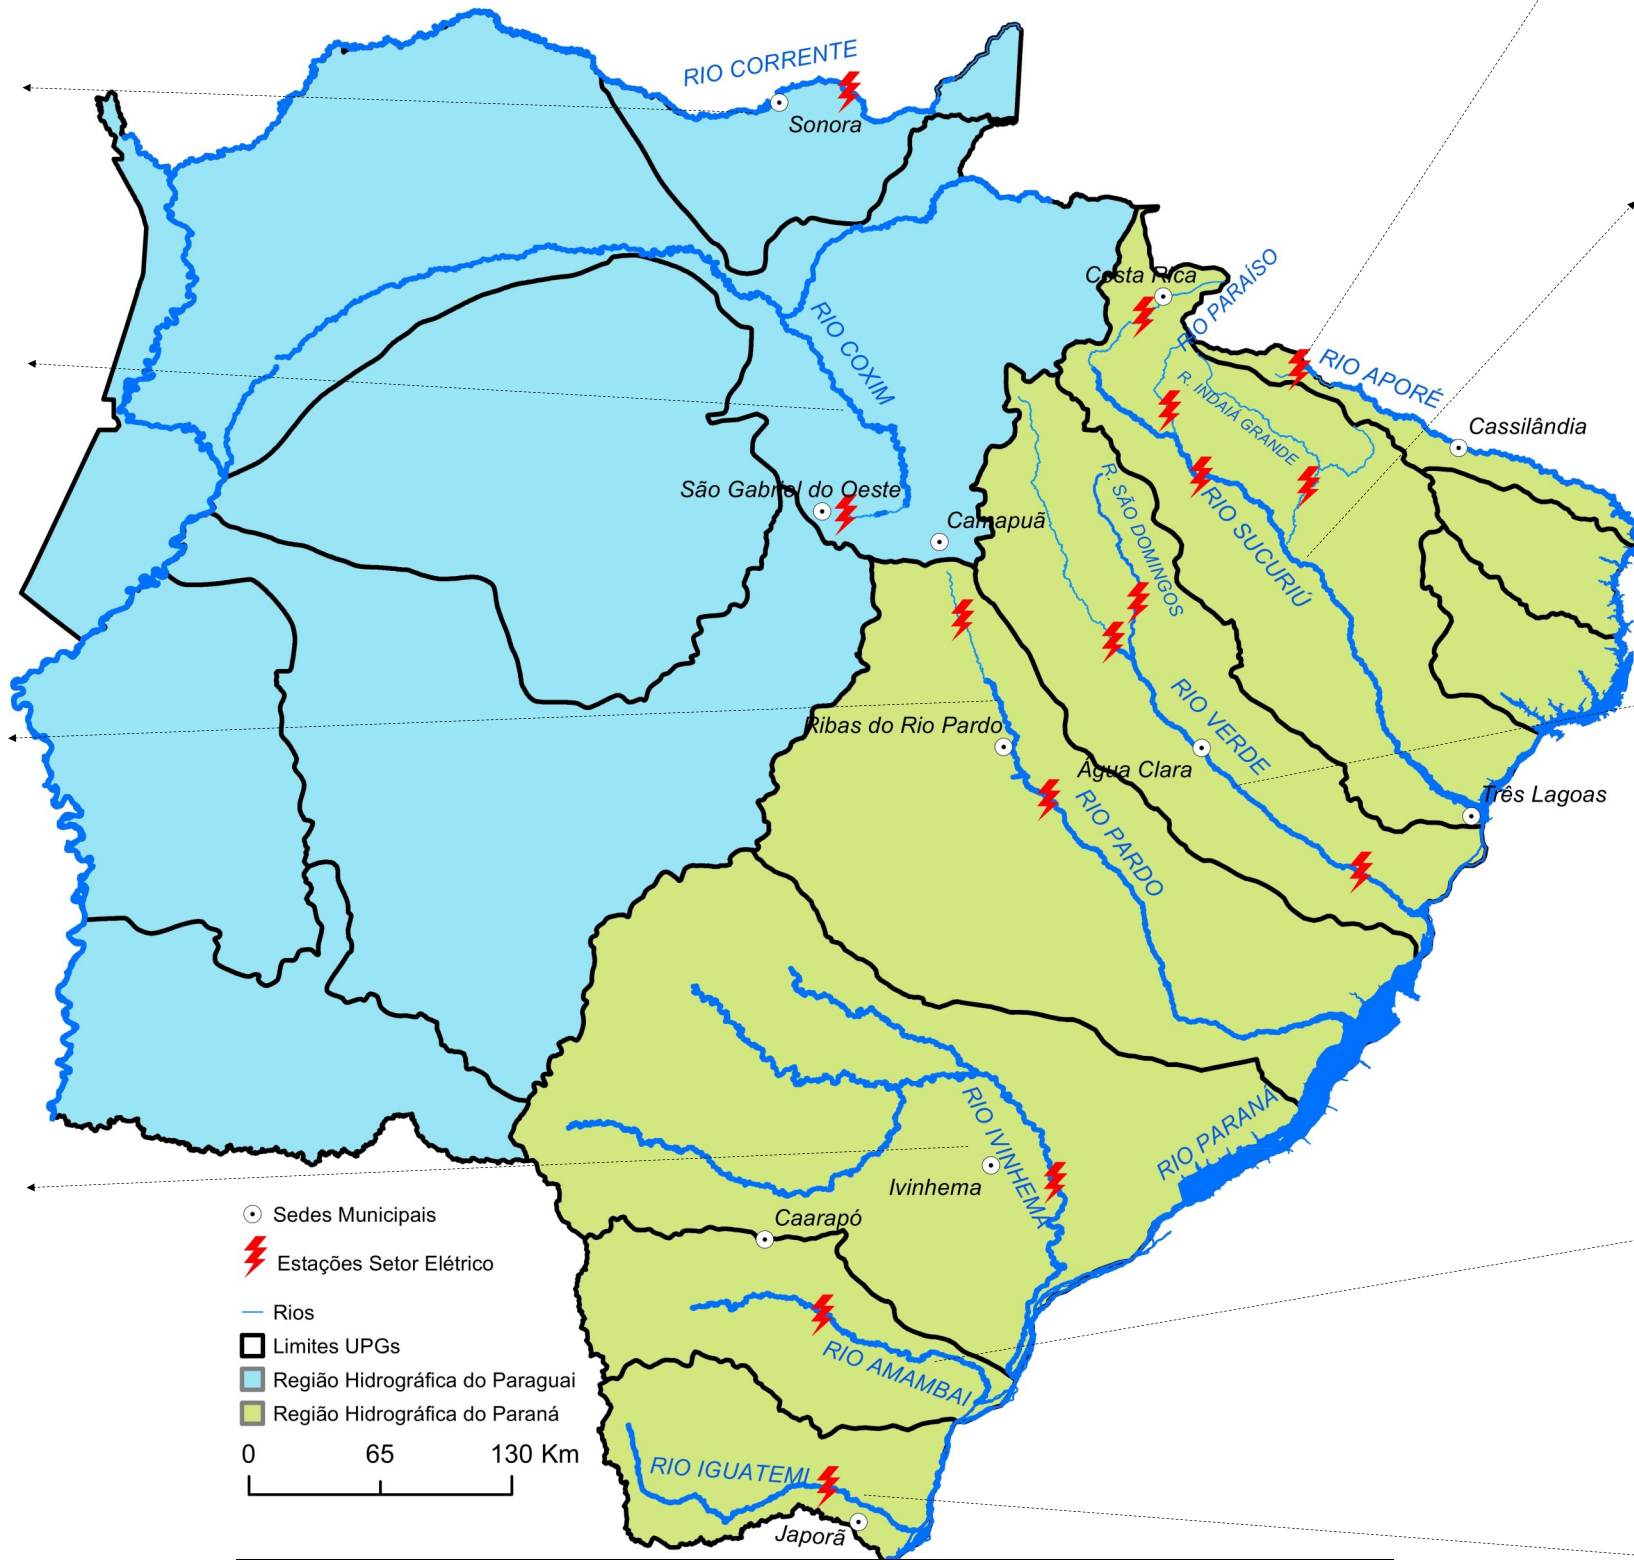 RIO CORRENTE
Sonora
Costa Rica
RIO PARAÍSO
RIO COXIM
RIO APORÉ
R. INDAIÁ GRANDE
Cassilândia
São Gabriel do Oeste
R. SÃO DOMINGOS
RIO SUCURIÚ
Camapuã
Ribas do Rio Pardo
RIO VERDE
Água Clara
Três Lagoas
RIO PARDO
RIO IVINHEMA
RIO PARANÁ
Ivinhema
Caarapó
RIO AMAMBAI
RIO IGUATEMI
Japorã
Sedes Municipais
Estações Setor Elétrico
Rios
Limites UPGs
Região Hidrográfica do Paraguai
Região Hidrográfica do Paraná
0 65 130 Km